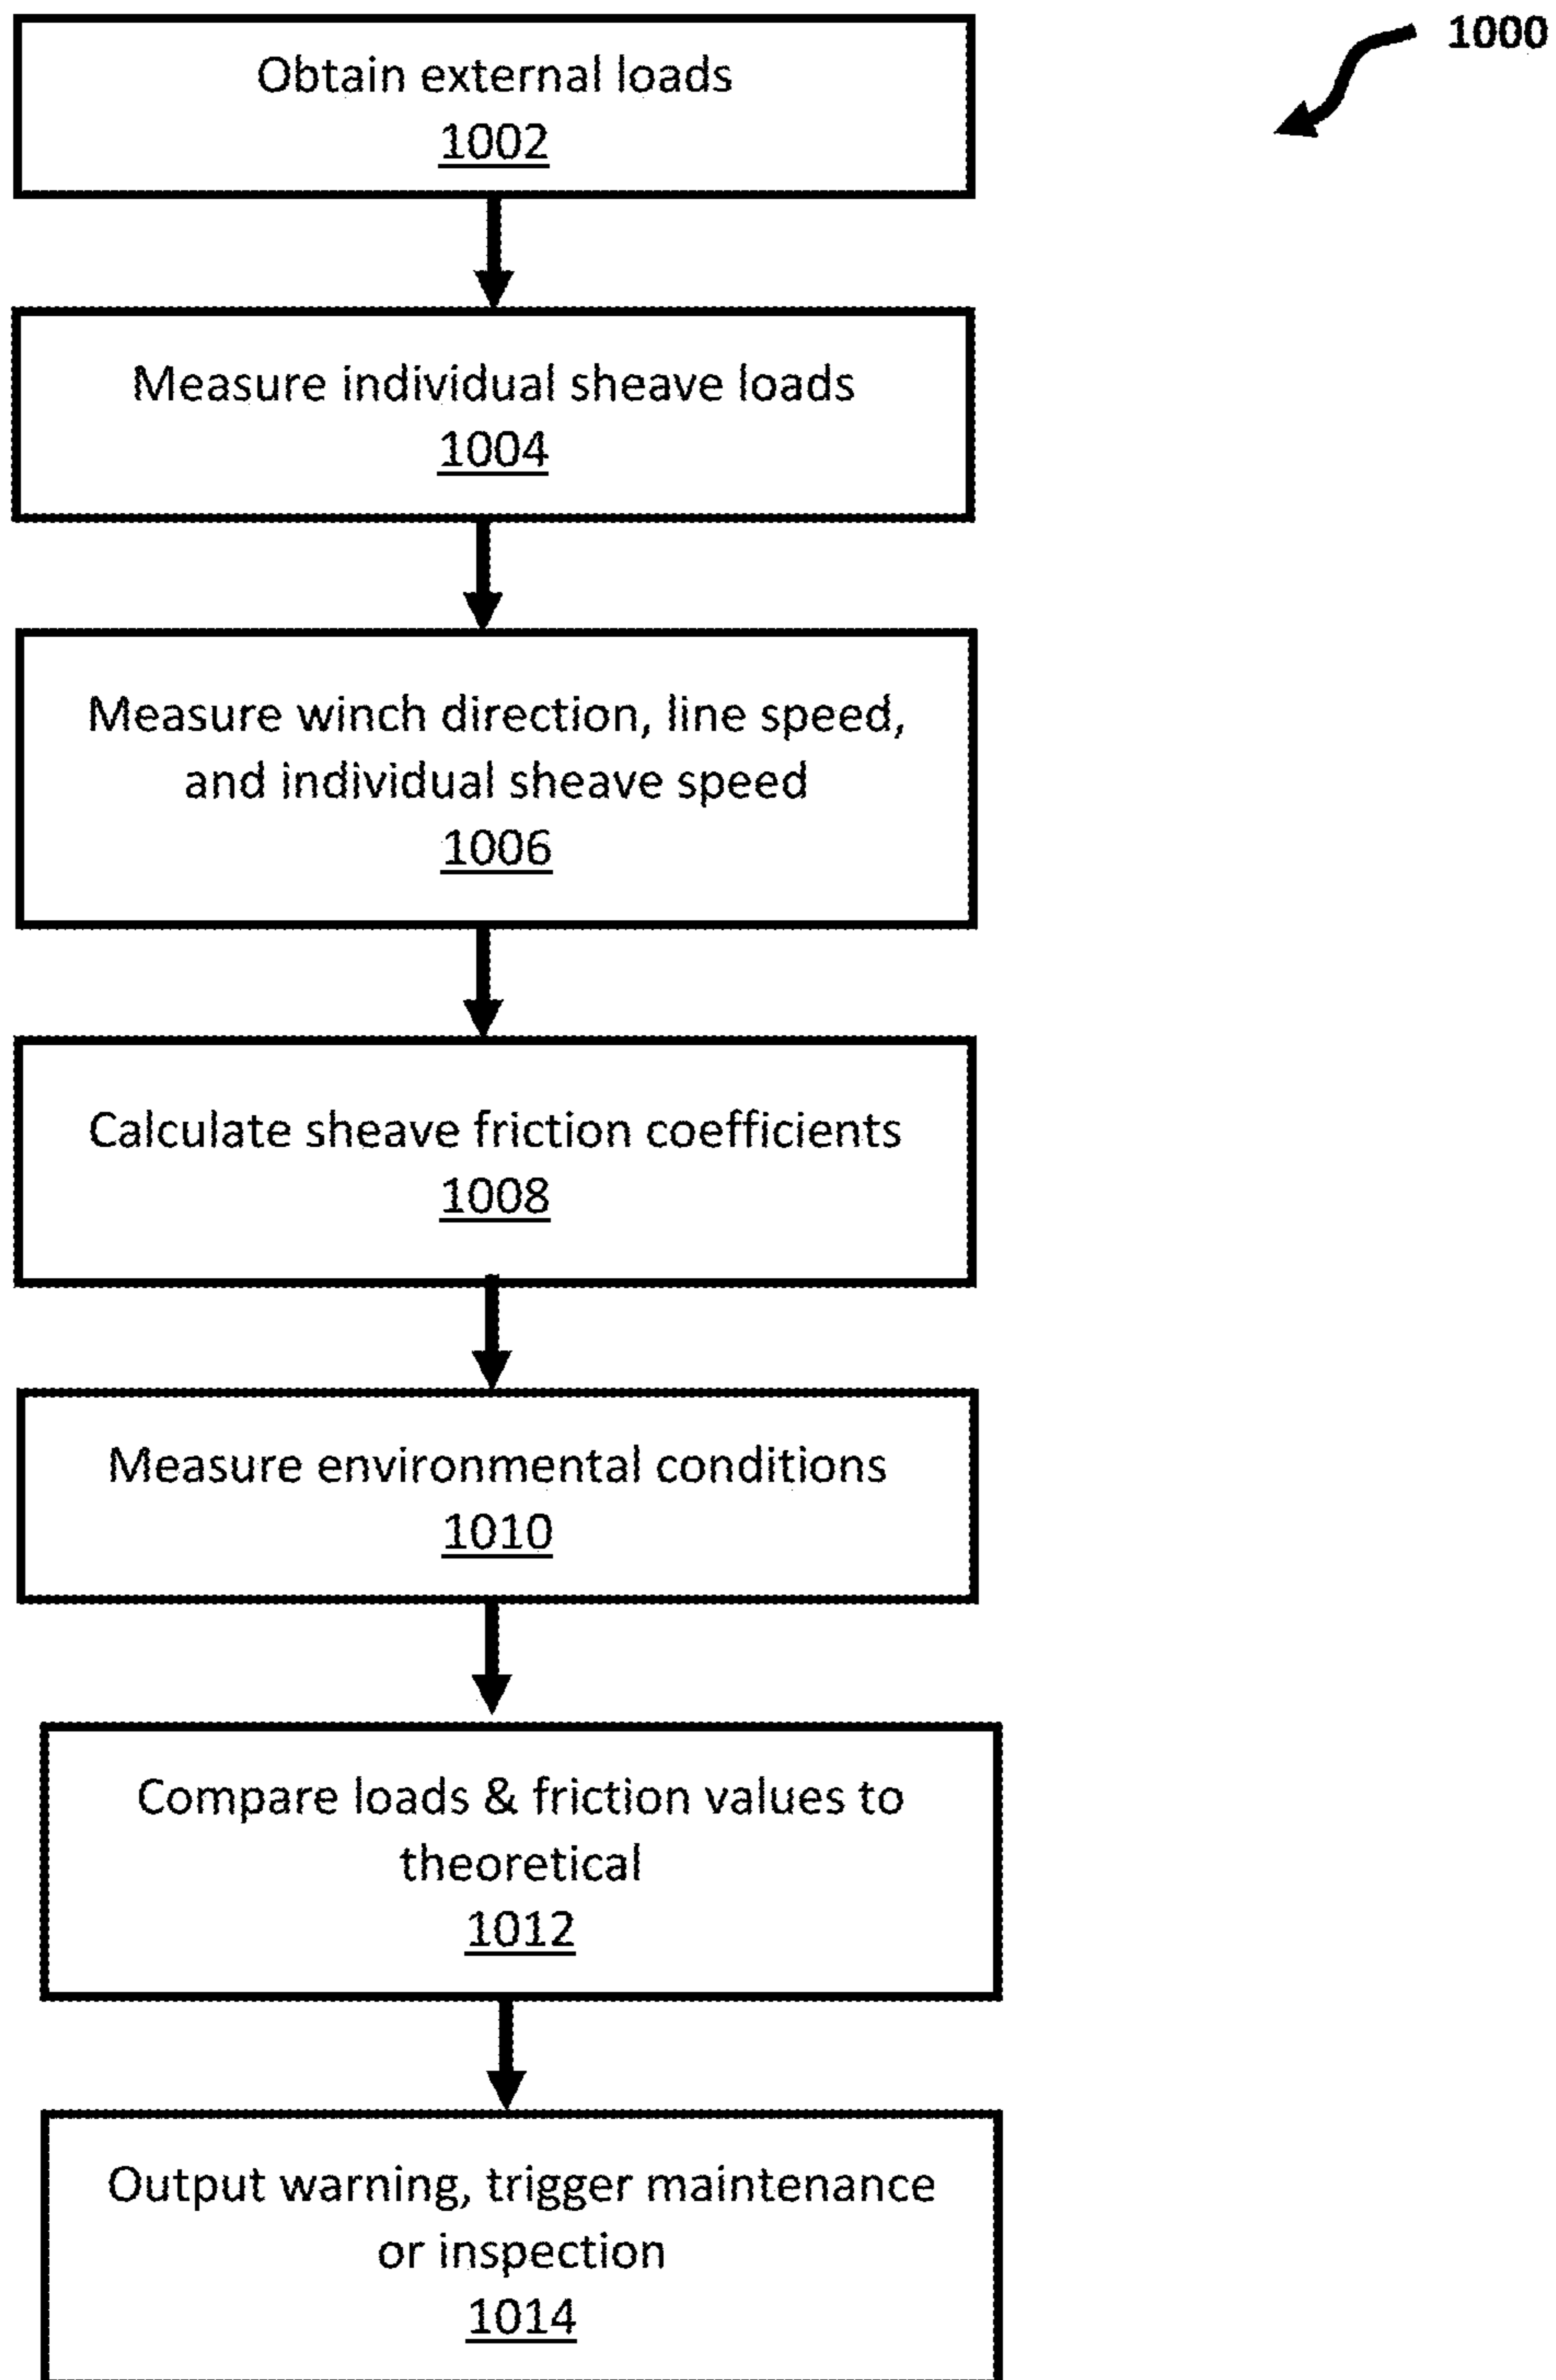 1000
Obtain external loads
1002
Measure individual sheave loads
1004
Measure winch direction, line speed,
and individual sheave speed
1006
Calculate sheave friction coefficients
1008
Measure environmental conditions
1010
Compare loads & friction values to
theoretical
1012
Output warning, trigger maintenance
or inspection
1014